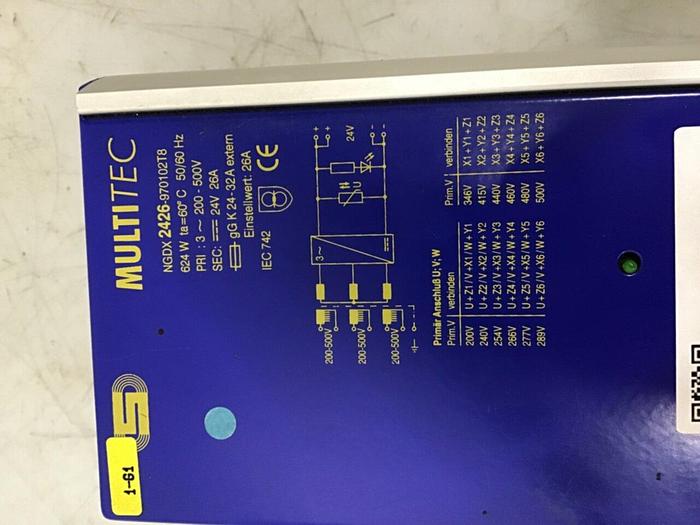 MULTITEC
NGDX 2426-970102T8
624 W ta=60° C 50/60 Hz
PRI : 3 ~ 200 - 500V
SEC: 24V 26A
gG K 24-32A extern
Einstellwert: 26A
IEC 742
CE
200-500V
200-500V
200-500V
3~
U
+
+
24V
-
-
Primär Anschluß U; V; W
Prim.V verbinden Prim.V verbinden
200V U+Z1/V+X1/W+Y1 346V X1+Y1+Z1
240V U+Z2/V+X2/W+Y2 415V X2+Y2+Z2
254V U+Z3/V+X3/W+Y3 440V X3+Y3+Z3
266V U+Z4/V+X4/W+Y4 460V X4+Y4+Z4
277V U+Z5/V+X5/W+Y5 480V X5+Y5+Z5
289V U+Z6/V+X6/W+Y6 500V X6+Y6+Z6
1-G1